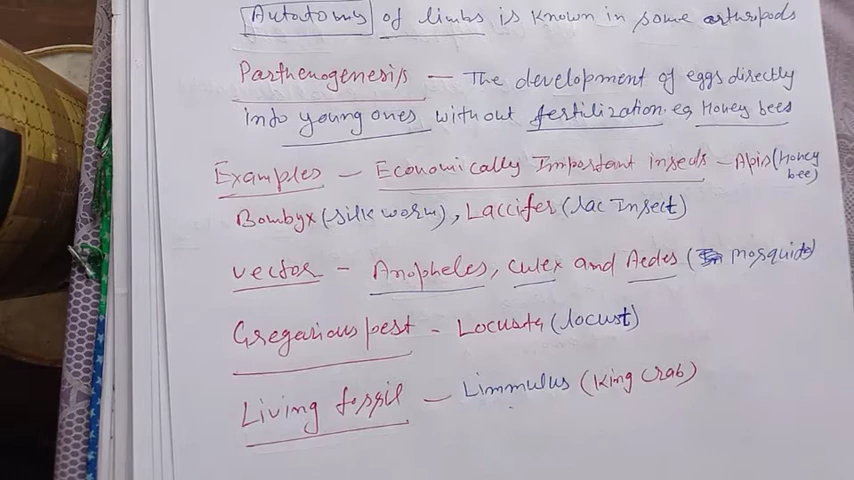 Autotomy of limbs is known in some arthropods
Parthenogenesis – The development of eggs directly
into young ones without fertilization. eg Honey bees
Examples – Economically Important insects – Apis (Honey
bee)
Bombyx (silk worm), Laccifer (lac Insect)
vector – Anopheles, Culex and Aedes ( mosquito)
Gregarious pest – Locusta (locust)
Living fossil – Limmulus (King Crab)